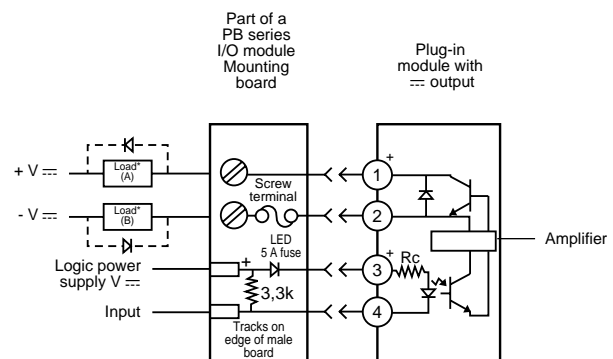 Part of a
PB series
I/O module
Mounting
board
Plug-in
module with
⎓ output
+ V ⎓
Load*
(A)
1
+
Screw
terminal
- V ⎓
Load*
(B)
2
Amplifier
LED
5 A fuse
Logic power
supply V ⎓
+
3
+
Rc
3,3k
Input
4
Tracks on
edge of male
board